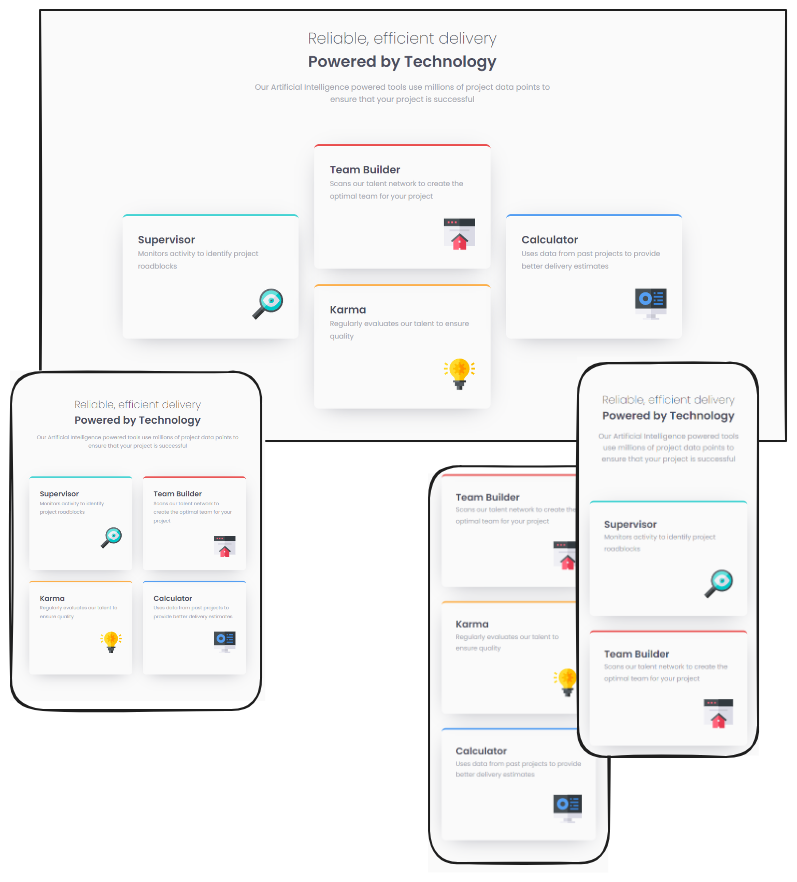 Reliable, efficient delivery
Powered by Technology
Our Artificial Intelligence powered tools use millions of project data points to
ensure that your project is successful
Team Builder
Scans our talent network to create the
optimal team for your project
Supervisor
Monitors activity to identify project
roadblocks
Calculator
Uses data from past projects to provide
better delivery estimates
Karma
Regularly evaluates our talent to ensure
quality
Reliable, efficient delivery
Powered by Technology
Our Artificial Intelligence powered tools use millions of project data points to
ensure that your project is successful
Supervisor
Monitors activity to identify
project roadblocks
Team Builder
Scans our talent network to
create the optimal team for your
project
Karma
Regularly evaluates our talent to
ensure quality
Calculator
Uses data from past projects to
provide better delivery estimates
Team Builder
Scans our talent network to create the
optimal team for your project
Karma
Regularly evaluates our talent to
ensure quality
Calculator
Uses data from past projects to provide
better delivery estimates
Reliable, efficient delivery
Powered by Technology
Our Artificial Intelligence powered tools
use millions of project data points to
ensure that your project is successful
Supervisor
Monitors activity to identify project
roadblocks
Team Builder
Scans our talent network to create the
optimal team for your project